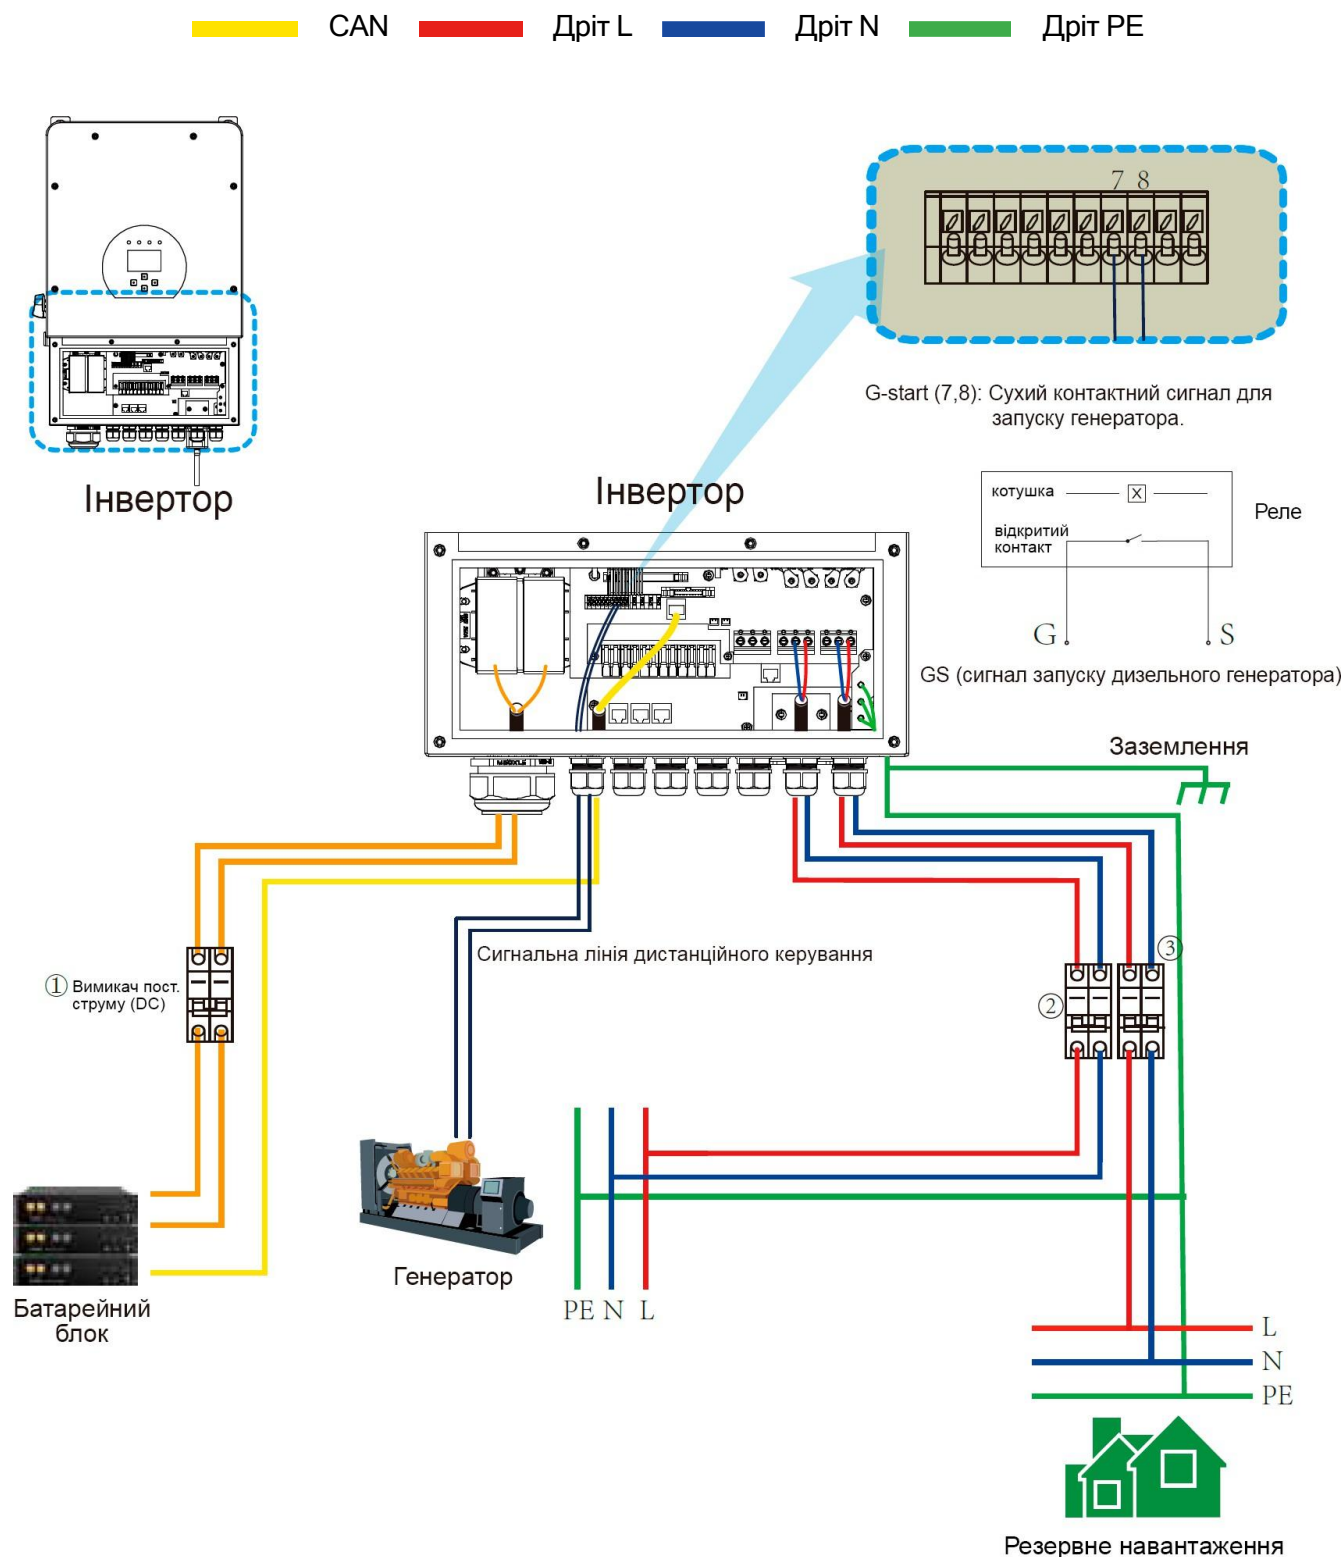 CAN Дріт L Дріт N Дріт PE
7 8
G-start (7,8): Сухий контактний сигнал для
запуску генератора.
Інвертор
Інвертор
котушка
X
Реле
відкритий
контакт
G S
GS (сигнал запуску дизельного генератора)
Заземлення
Сигнальна лінія дистанційного керування
① Вимикач пост.
струму (DC)
③
②
Генератор
Батарейний
блок
PE N L
L
N
PE
Резервне навантаження